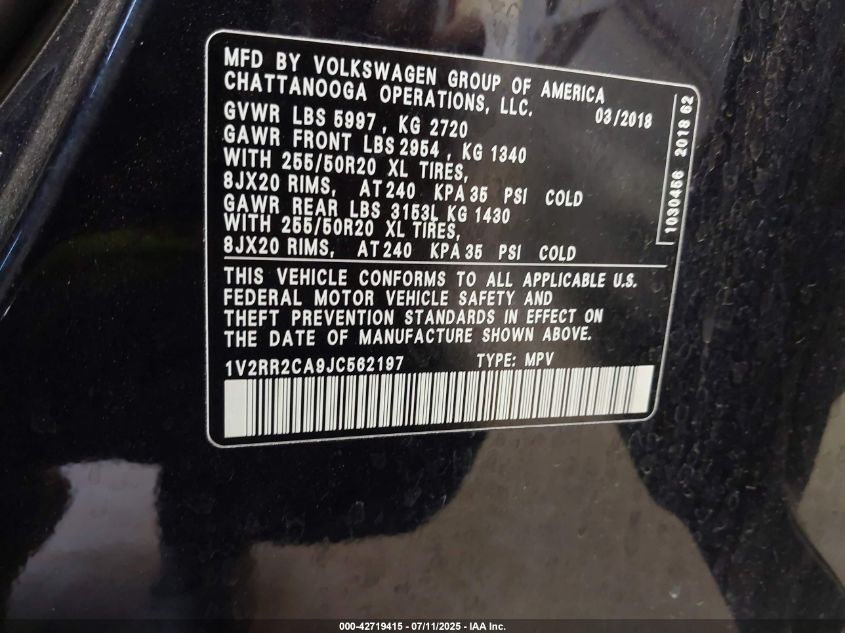 MFD BY VOLKSWAGEN GROUP OF AMERICA
CHATTANOOGA OPERATIONS, LLC.
03/2018
GVWR LBS 5997 , KG 2720
GAWR FRONT LBS 2954 , KG 1340
WITH 255/50R20 XL TIRES,
8JX20 RIMS, AT 240 KPA 35 PSI COLD
GAWR REAR LBS 3153L KG 1430
WITH 255/50R20 XL TIRES,
8JX20 RIMS, AT 240 KPA 35 PSI COLD
1030456 2018 62
THIS VEHICLE CONFORMS TO ALL APPLICABLE U.S.
FEDERAL MOTOR VEHICLE SAFETY AND
THEFT PREVENTION STANDARDS IN EFFECT ON
THE DATE OF MANUFACTURE SHOWN ABOVE.
1V2RR2CA9JC562197 TYPE: MPV
000-42719415 - 07/11/2025 - IAA Inc.